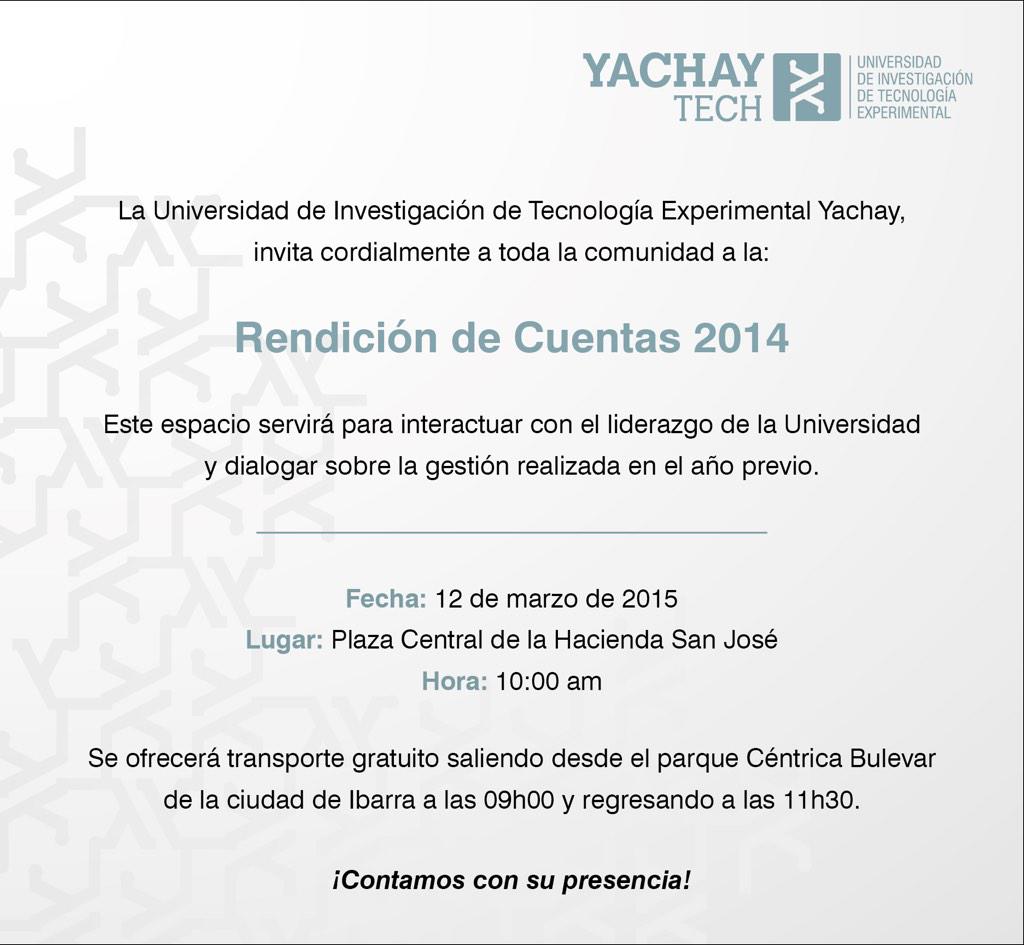 YACHAY
TECH
UNIVERSIDAD
DE INVESTIGACIÓN
DE TECNOLOGÍA
EXPERIMENTAL
La Universidad de Investigación de Tecnología Experimental Yachay,
invita cordialmente a toda la comunidad a la:
Rendición de Cuentas 2014
Este espacio servirá para interactuar con el liderazgo de la Universidad
y dialogar sobre la gestión realizada en el año previo.
Fecha: 12 de marzo de 2015
Lugar: Plaza Central de la Hacienda San José
Hora: 10:00 am
Se ofrecerá transporte gratuito saliendo desde el parque Céntrica Bulevar
de la ciudad de Ibarra a las 09h00 y regresando a las 11h30.
¡Contamos con su presencia!